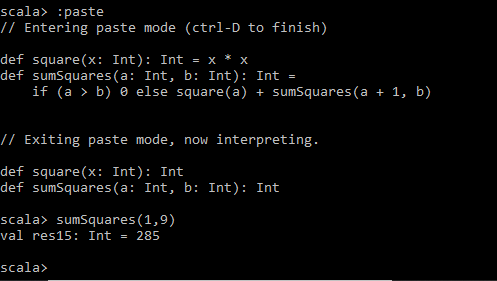 scala> :paste
// Entering paste mode (ctrl-D to finish)
def square(x: Int): Int = x * x
def sumSquares(a: Int, b: Int): Int =
    if (a > b) 0 else square(a) + sumSquares(a + 1, b)
// Exiting paste mode, now interpreting.
def square(x: Int): Int
def sumSquares(a: Int, b: Int): Int
scala> sumSquares(1,9)
val res15: Int = 285
scala>